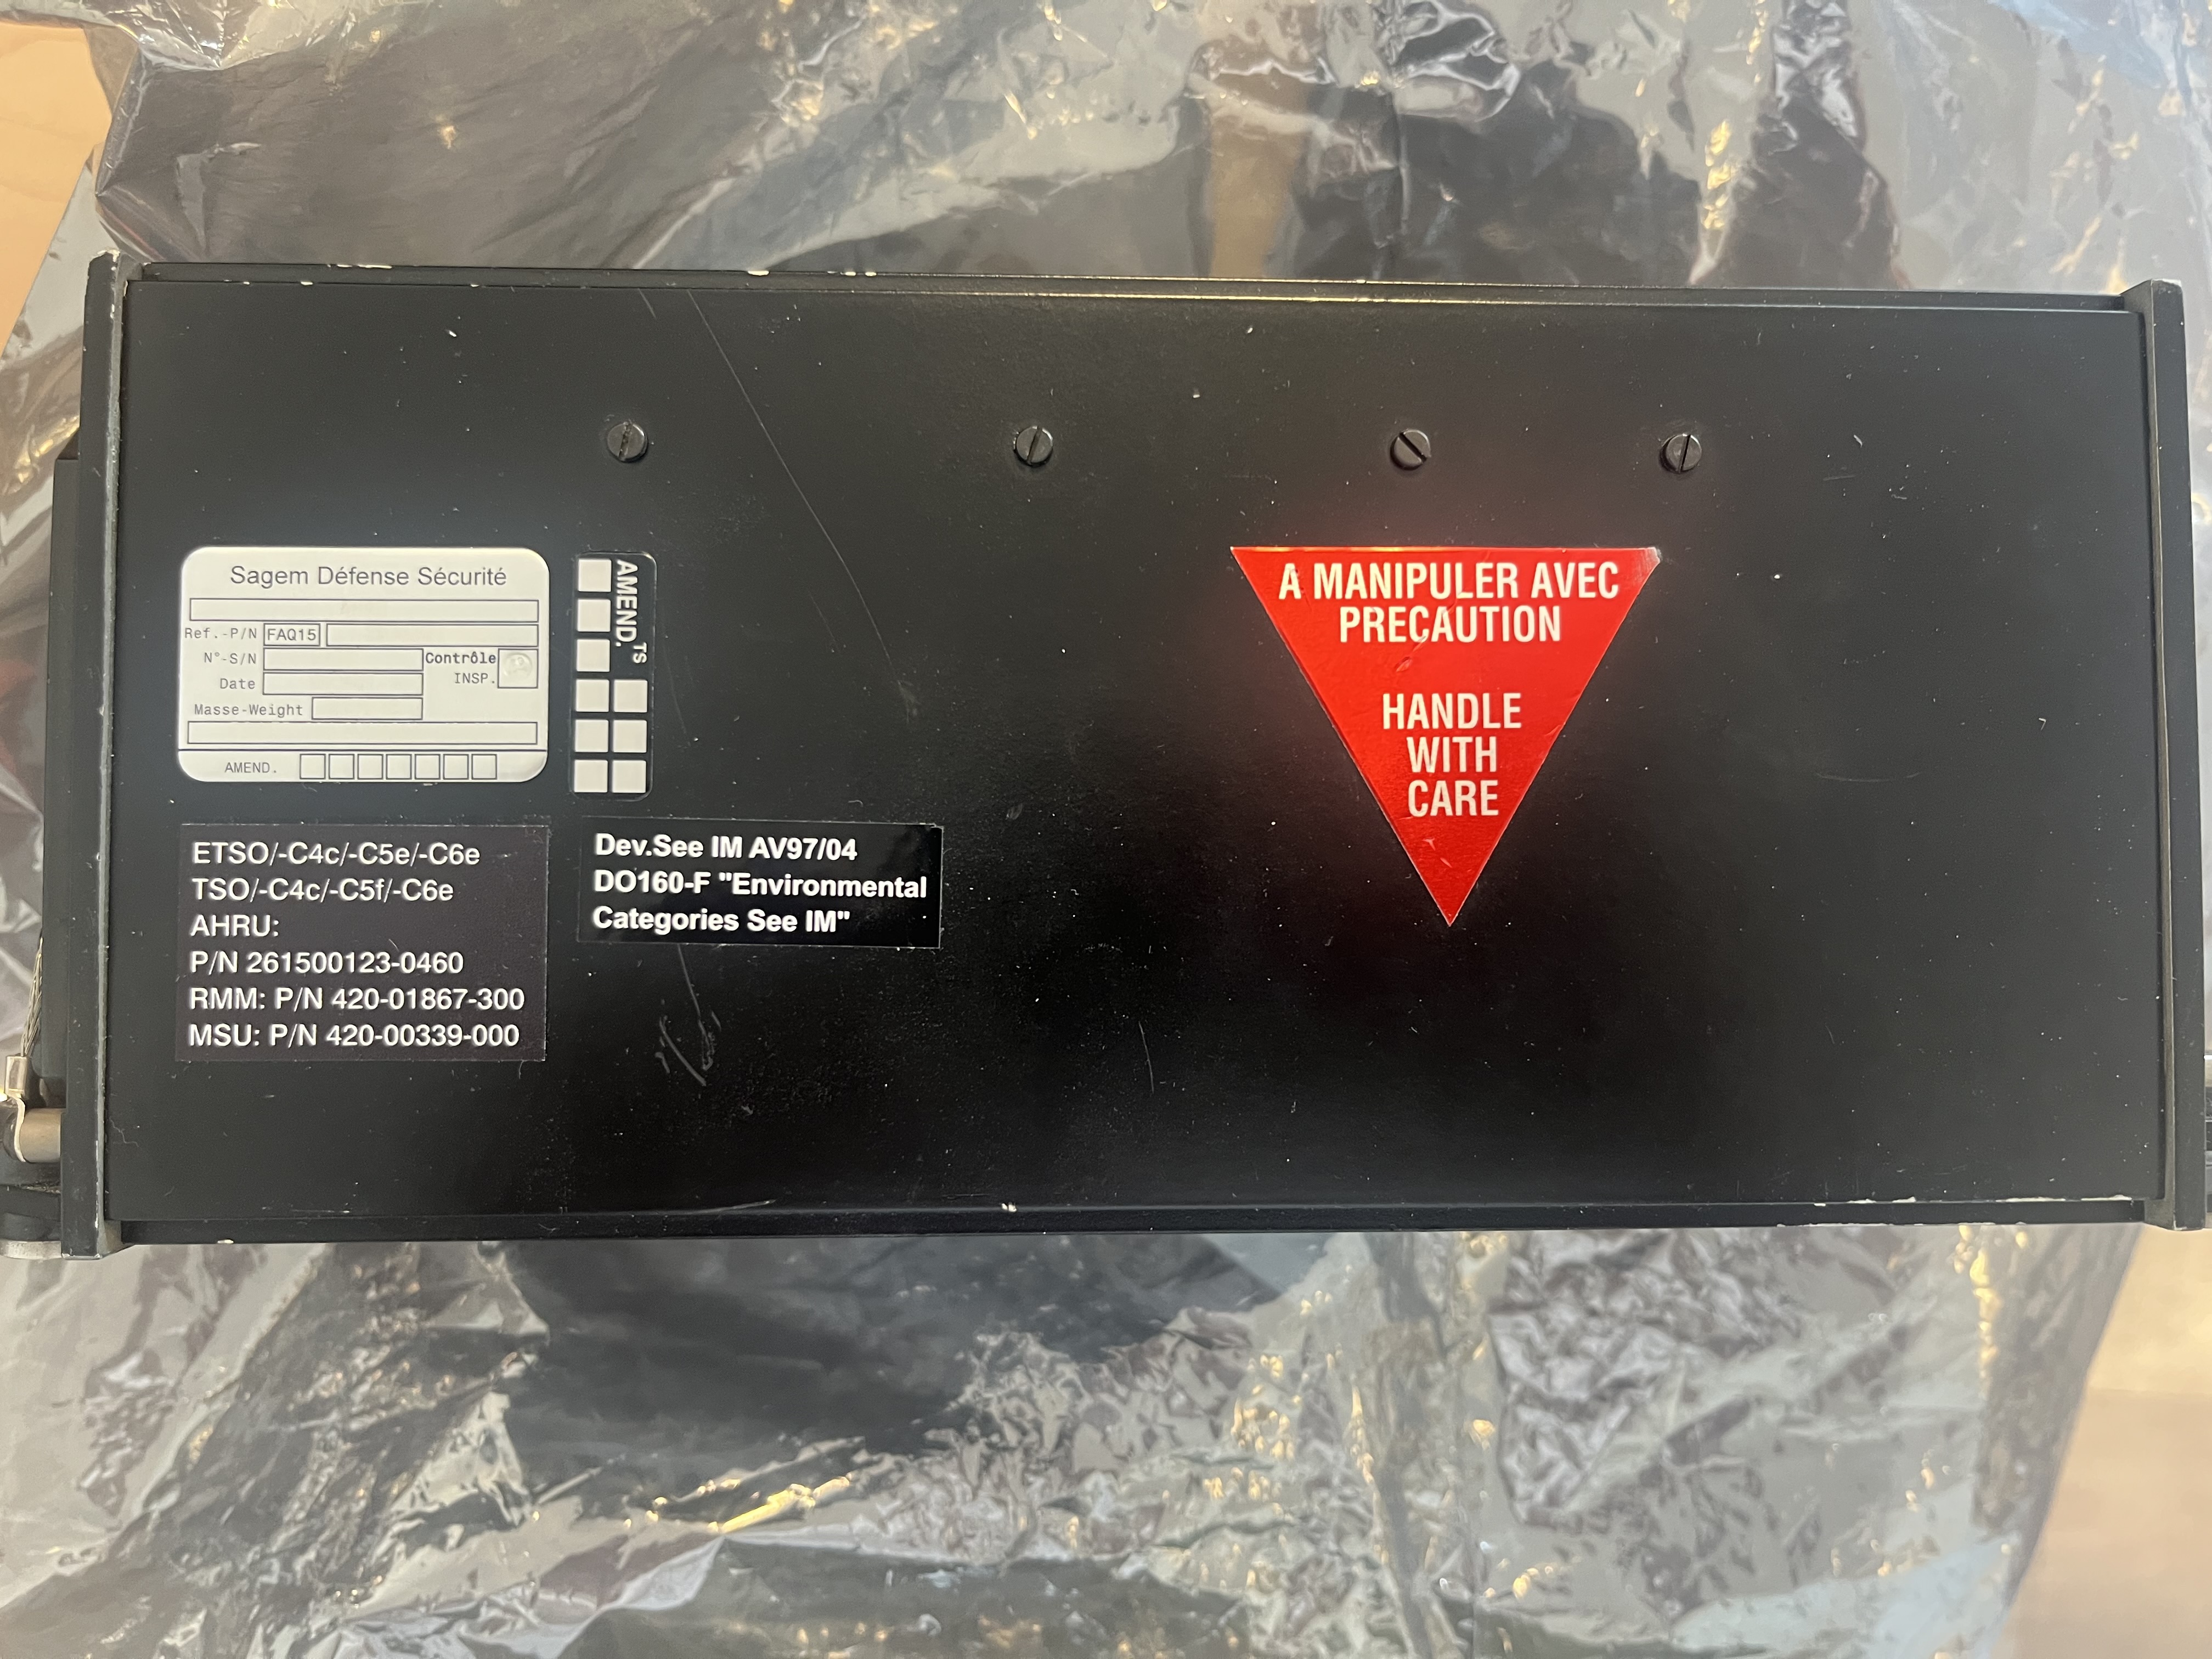 Sagem Défense Sécurité
Ref.-P/N FAQ15
N°-S/N
Contrôle
INSP.
Date
Masse-Weight
AMEND.
AMEND.
TS
ETSO/-C4c/-C5e/-C6e
TSO/-C4c/-C5f/-C6e
AHRU:
P/N 261500123-0460
RMM: P/N 420-01867-300
MSU: P/N 420-00339-000
Dev.See IM AV97/04
DO160-F "Environmental
Categories See IM"
A MANIPULER AVEC
PRECAUTION
HANDLE
WITH
CARE